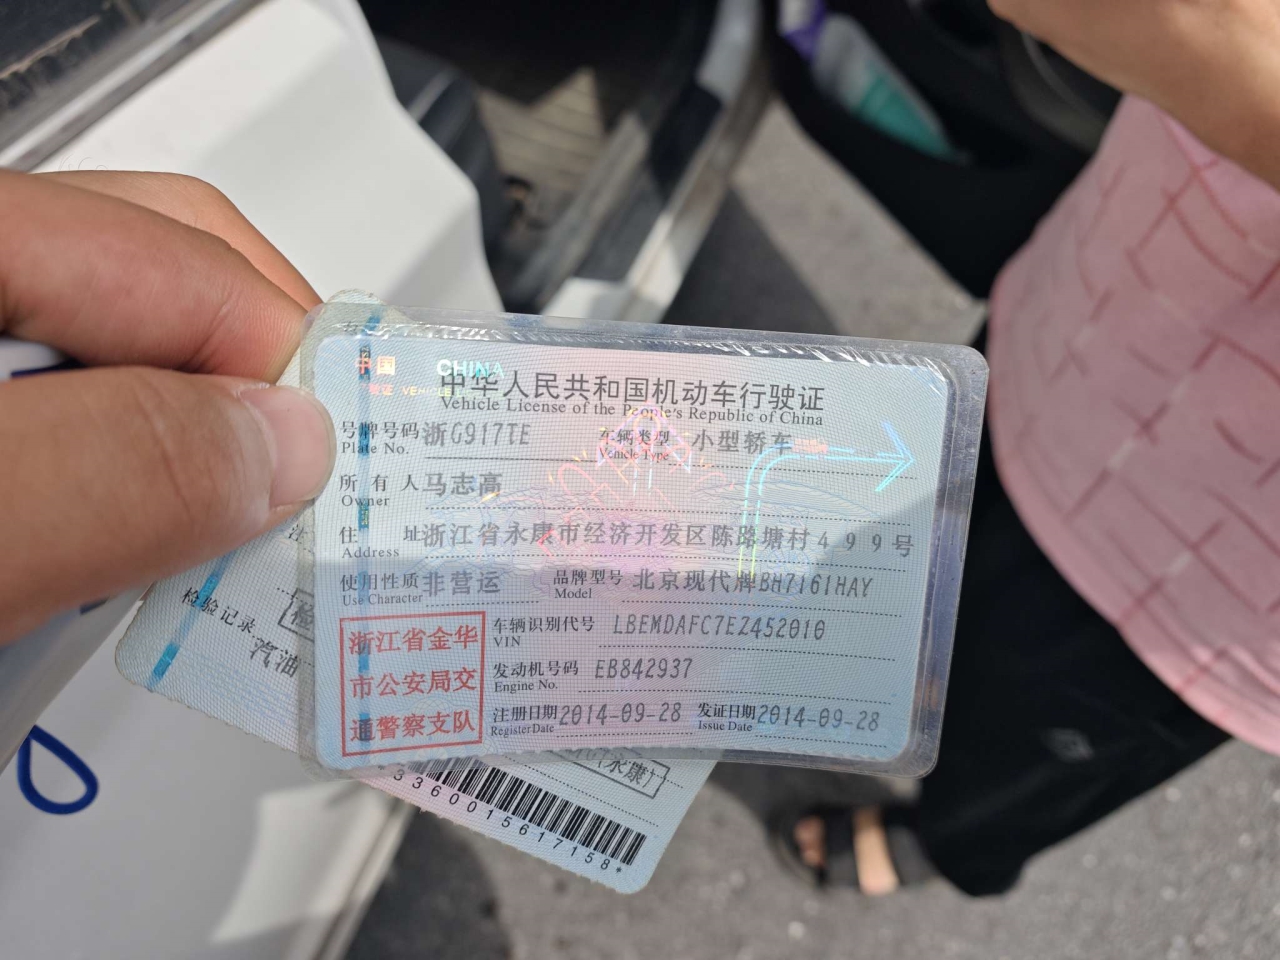 中国 CHINA
中华人民共和国机动车行驶证
Vehicle License of the People's Republic of China
号牌号码 浙G917TE 车辆类型 小型轿车
Plate No. Vehicle Type
所有人 马志高
Owner
住址 浙江省永康市经济开发区陈路塘村499号
Address
使用性质 非营运 品牌型号 北京现代牌BH7161HAY
Use Character Model
浙江省金华
市公安局交
通警察支队
车辆识别代号 LBEMDAFC7EZ452010
VIN
发动机号码 EB842937
Engine No.
注册日期 2014-09-28 发证日期 2014-09-28
Register Date Issue Date
检验记录
汽油
3360015617158*